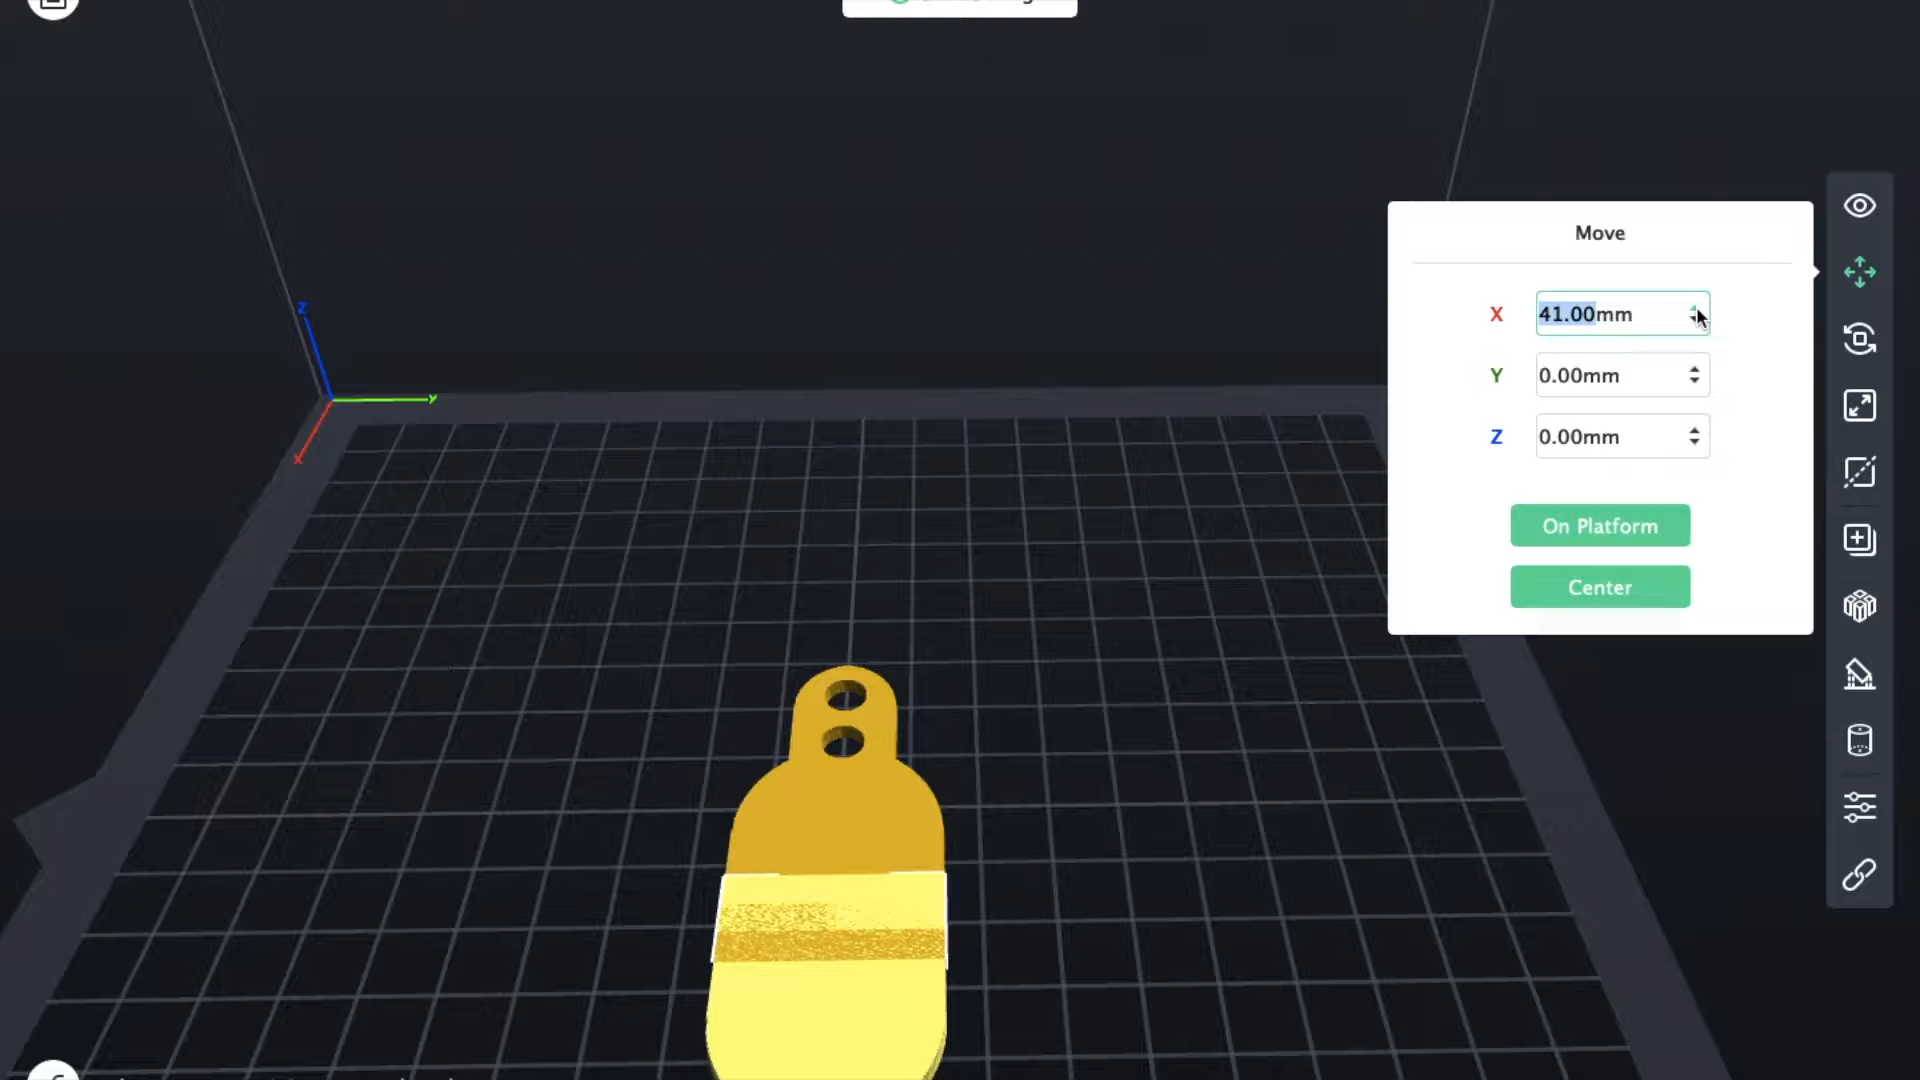 Move
X 41.00mm
Y 0.00mm
Z 0.00mm
On Platform
Center
Z
Y
X